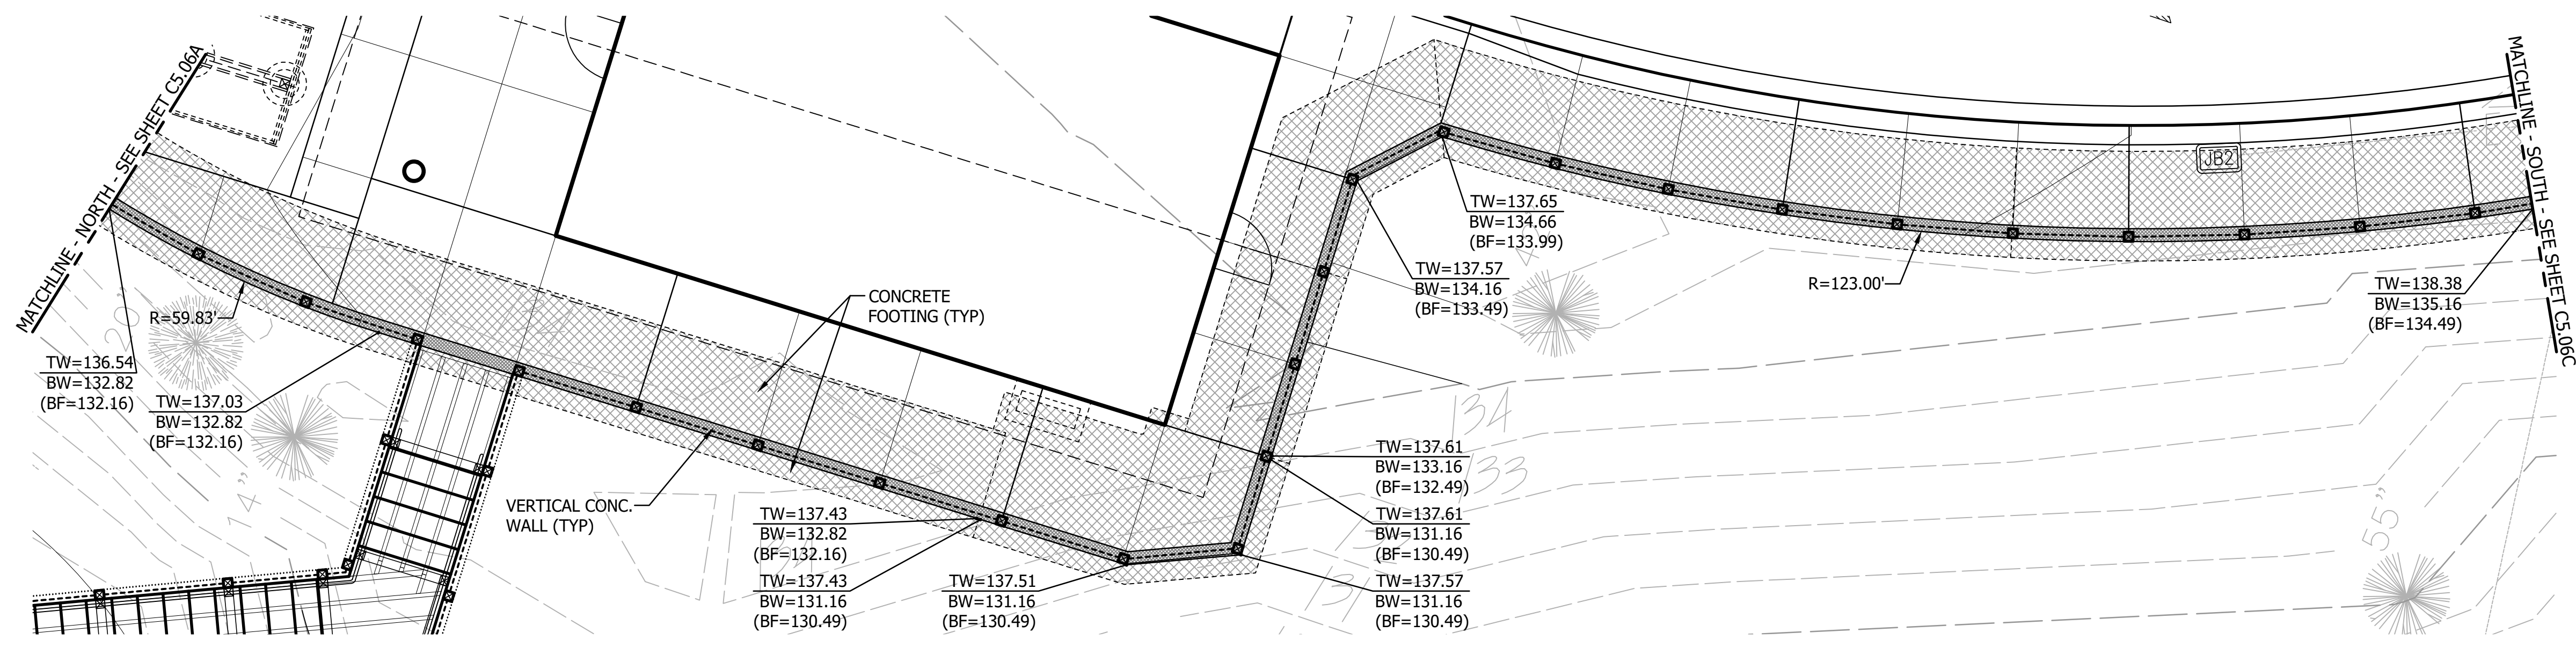 MATCHLINE - NORTH - SEE SHEET C5.06A
R=59.83'
20"
TW=136.54
BW=132.82
(BF=132.16)
TW=137.03
BW=132.82
(BF=132.16)
14"
CONCRETE
FOOTING (TYP)
VERTICAL CONC.
WALL (TYP)
TW=137.43
BW=132.82
(BF=132.16)
TW=137.43
BW=131.16
(BF=130.49)
TW=137.51
BW=131.16
(BF=130.49)
TW=137.65
BW=134.66
(BF=133.99)
TW=137.57
BW=134.16
(BF=133.49)
TW=137.61
BW=133.16
(BF=132.49)
TW=137.61
BW=131.16
(BF=130.49)
TW=137.57
BW=131.16
(BF=130.49)
134
133
JB2
R=123.00'
TW=138.38
BW=135.16
(BF=134.49)
55"
MATCHLINE - SOUTH - SEE SHEET C5.06C